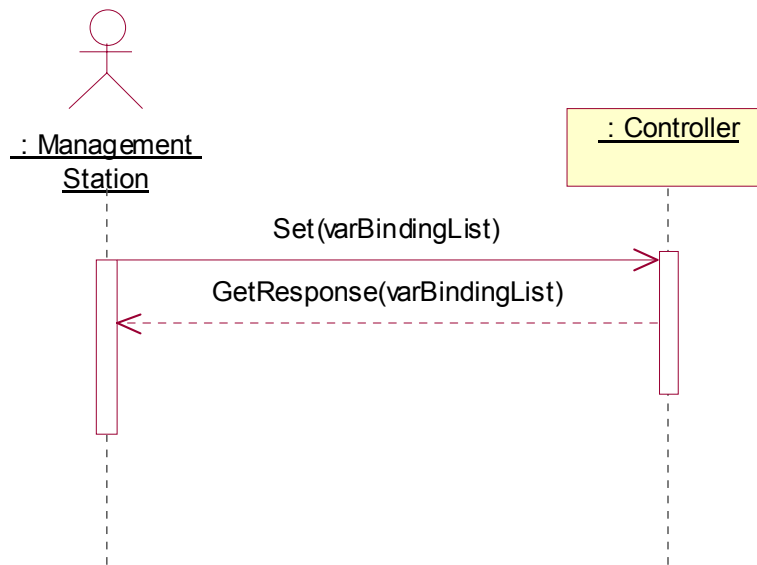 : Management
Station
: Controller
Set(varBindingList)
GetResponse(varBindingList)